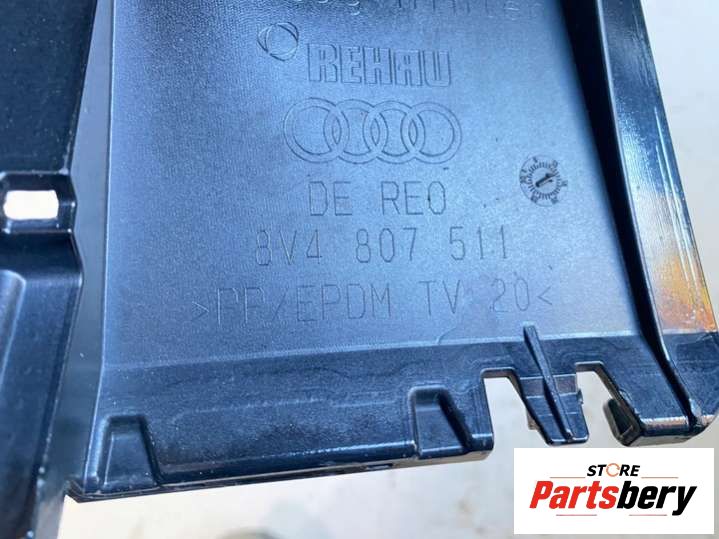 REHAU
DE REO
8V4 807 511
>PP/EPDM TV 20<
STORE
Partsbery